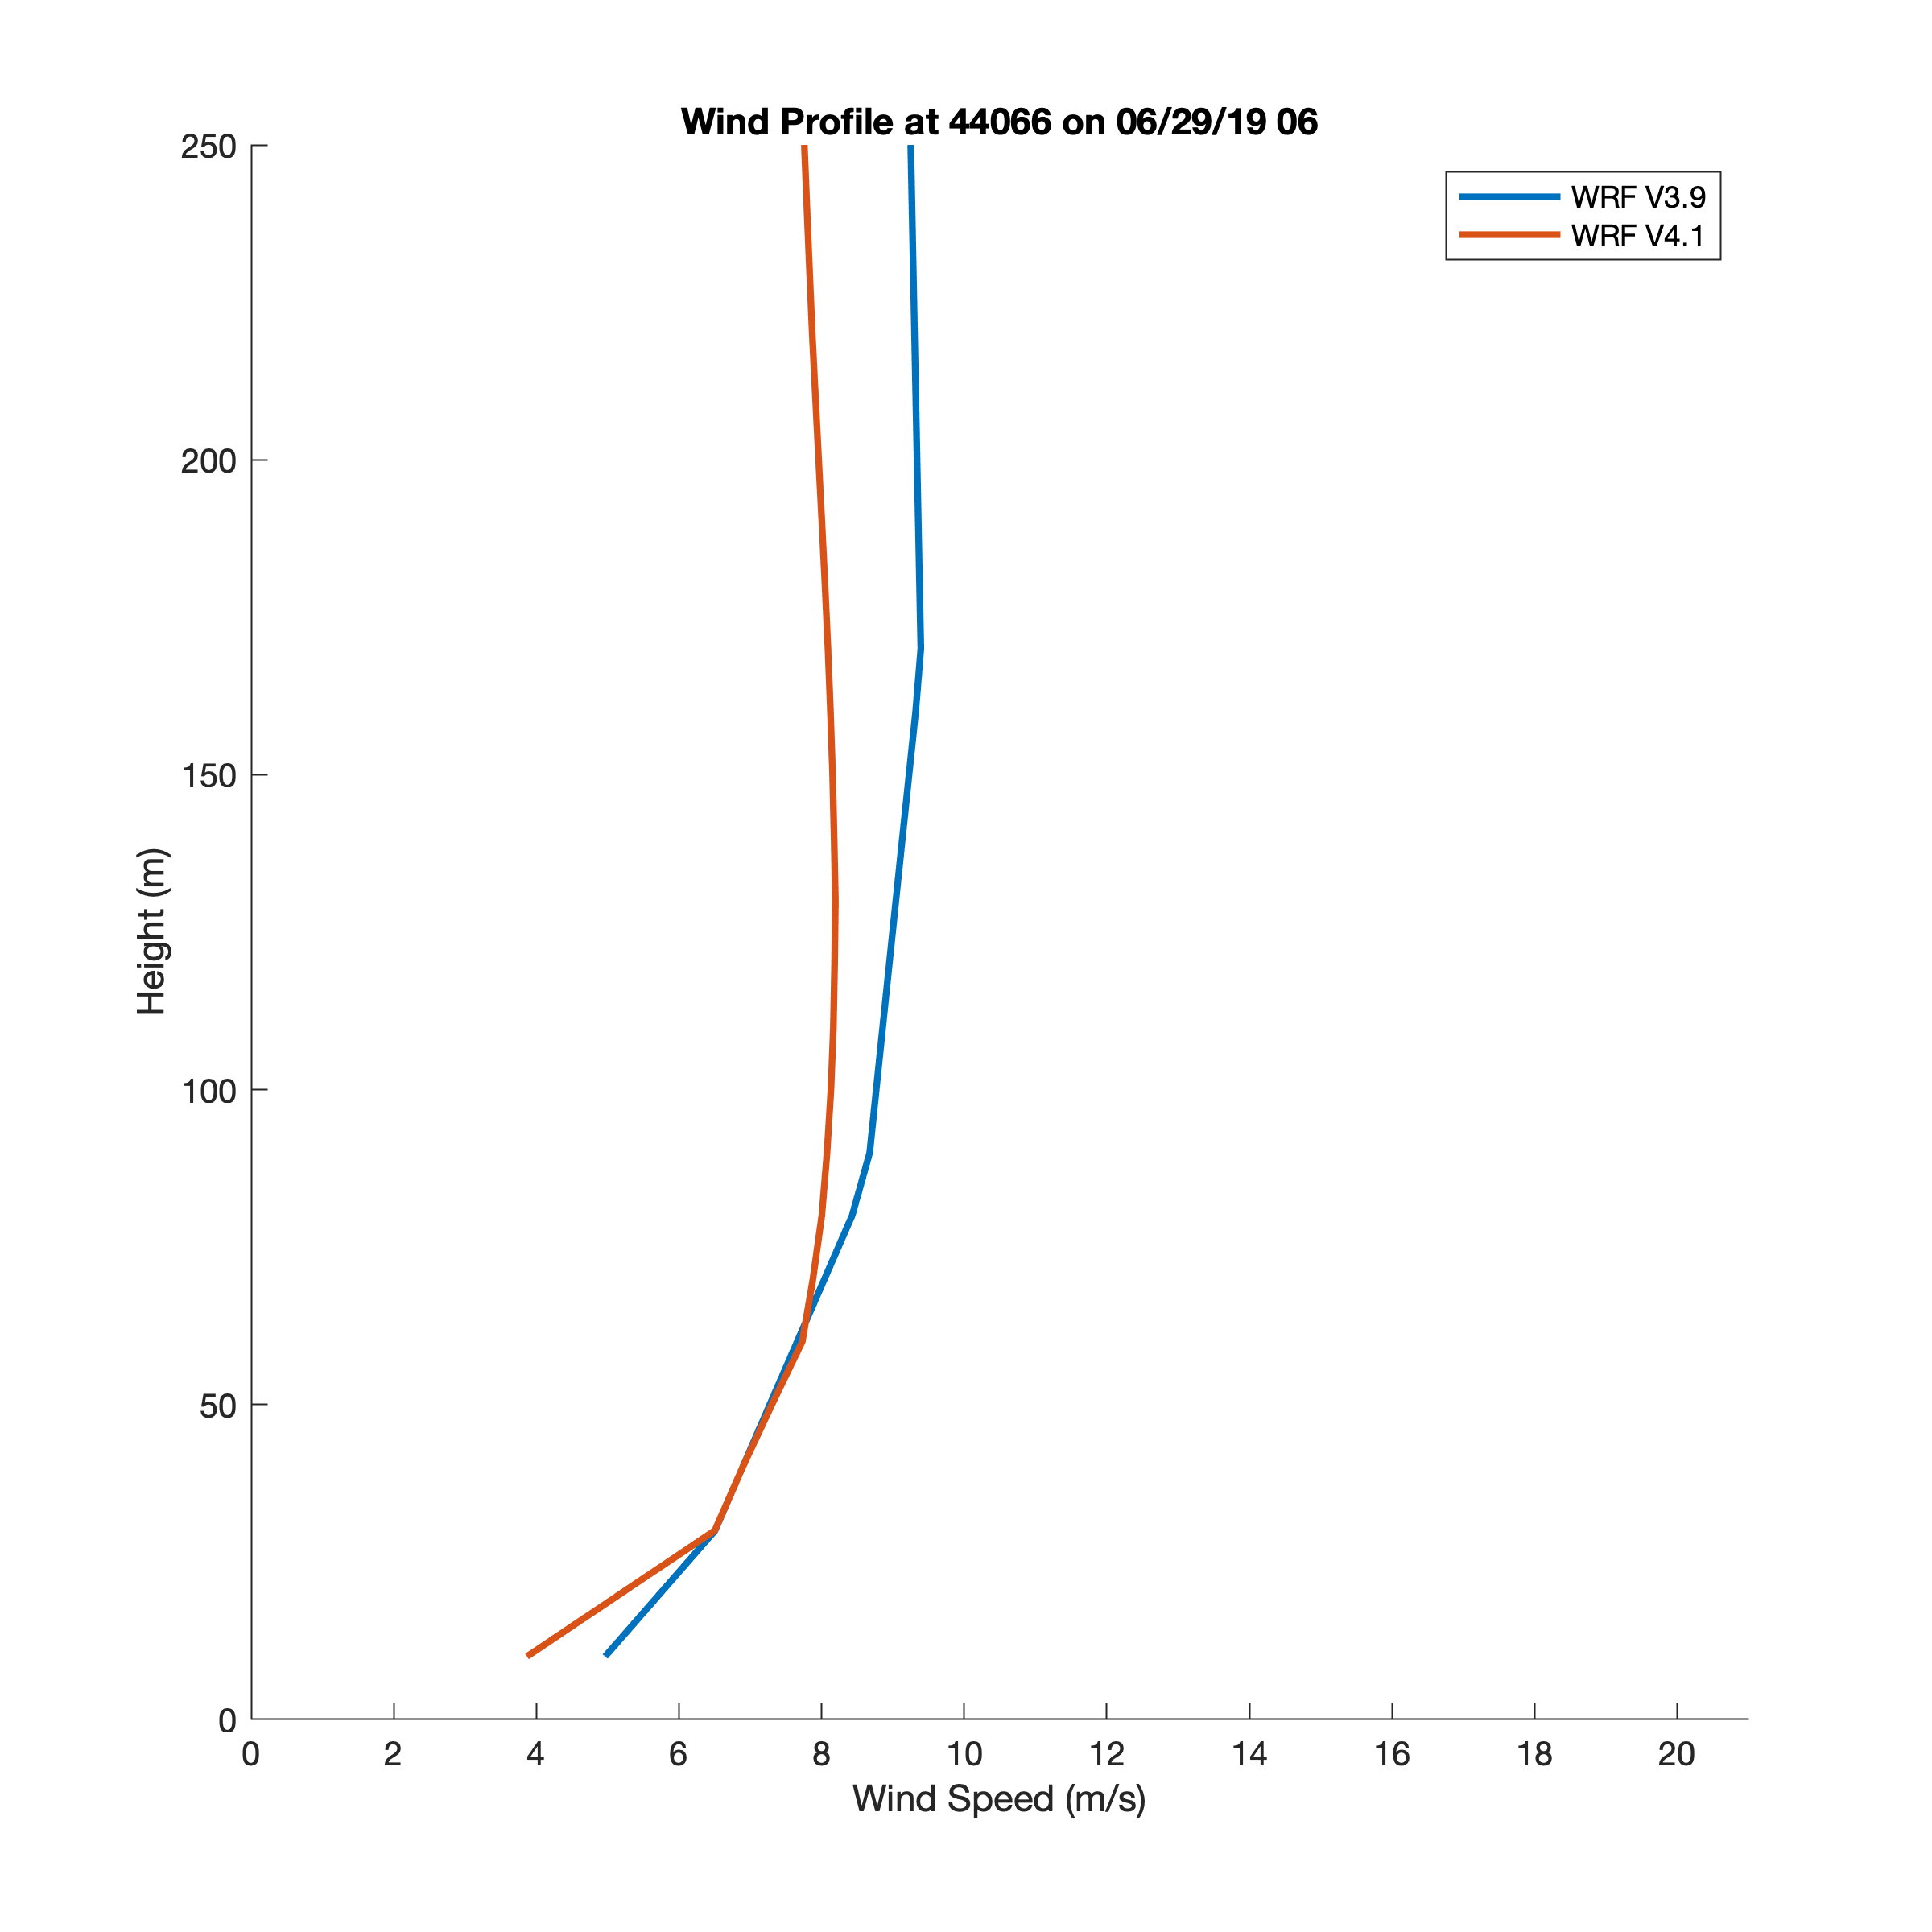 Wind Profile at 44066 on 06/29/19 06
WRF V3.9
WRF V4.1
250
200
150
100
50
0
Height (m)
0 2 4 6 8 10 12 14 16 18 20
Wind Speed (m/s)